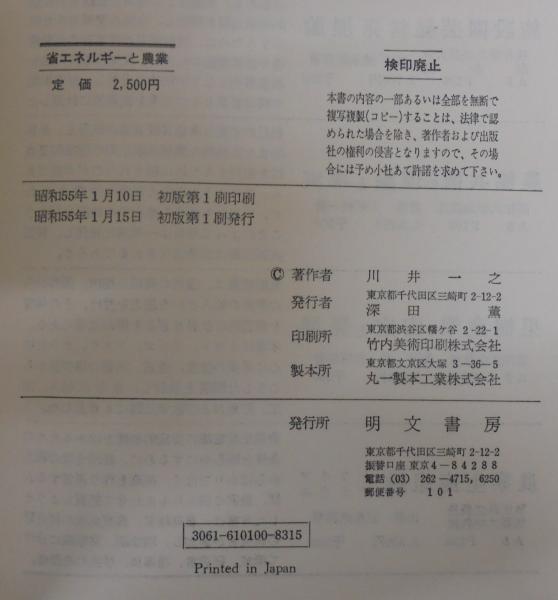 省エネルギーと農業
定価 2,500円
検印廃止
本書の内容の一部あるいは全部を無断で
複写複製(コピー)することは、法律で認
められた場合を除き、著作者および出版
社の権利の侵害となりますので、その場
合には予め小社あて許諾を求めて下さい。
昭和55年1月10日 初版第1刷印刷
昭和55年1月15日 初版第1刷発行
© 著作者 川井一之
東京都千代田区三崎町 2-12-2
発行者 深田薫
東京都渋谷区幡ケ谷 2-22-1
印刷所 竹内美術印刷株式会社
東京都文京区大塚 3-36-5
製本所 丸一製本工業株式会社
発行所 明文書房
東京都千代田区三崎町2-12-2
振替口座 東京4-84288
電話 (03) 262-4715, 6250
郵便番号 101
3061-610100-8315
Printed in Japan